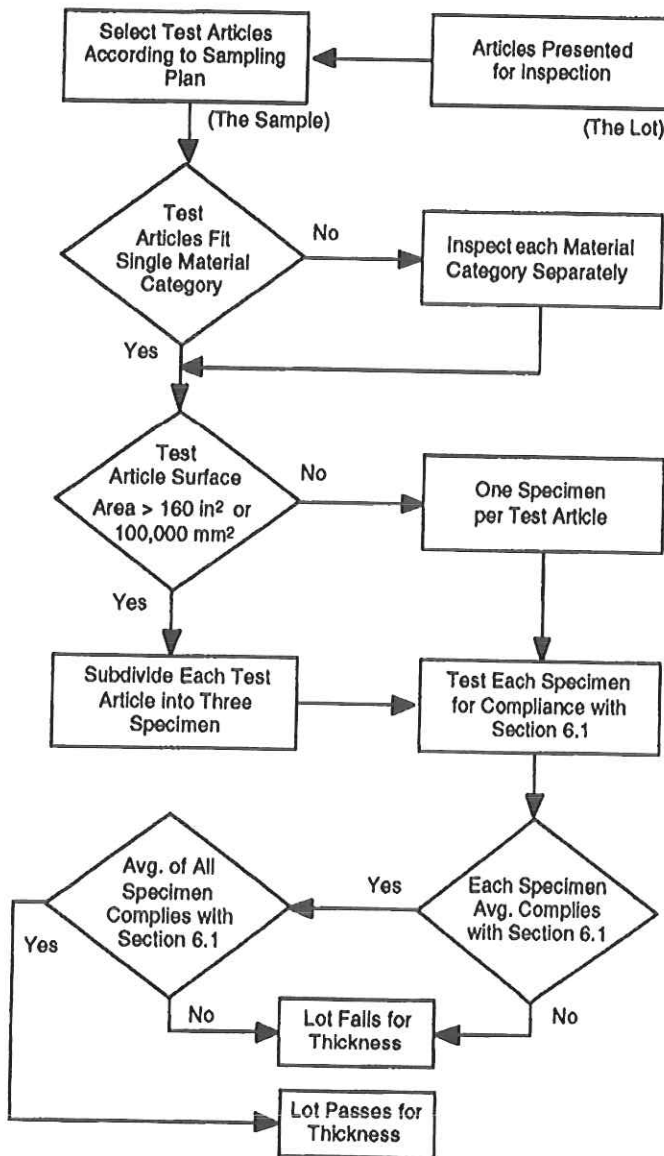 Select Test Articles
According to Sampling
Plan
Articles Presented
for Inspection
(The Sample)
(The Lot)
Test
Articles Fit
Single Material
Category
No
Inspect each Material
Category Separately
Yes
Test
Article Surface
Area > 160 in² or
100,000 mm²
No
One Specimen
per Test Article
Yes
Subdivide Each Test
Article into Three
Specimen
Test Each Specimen
for Compliance with
Section 6.1
Avg. of All
Specimen
Complies with
Section 6.1
Yes
Each Specimen
Avg. Complies
with Section 6.1
Yes
No
Lot Fails for
Thickness
No
Lot Passes for
Thickness